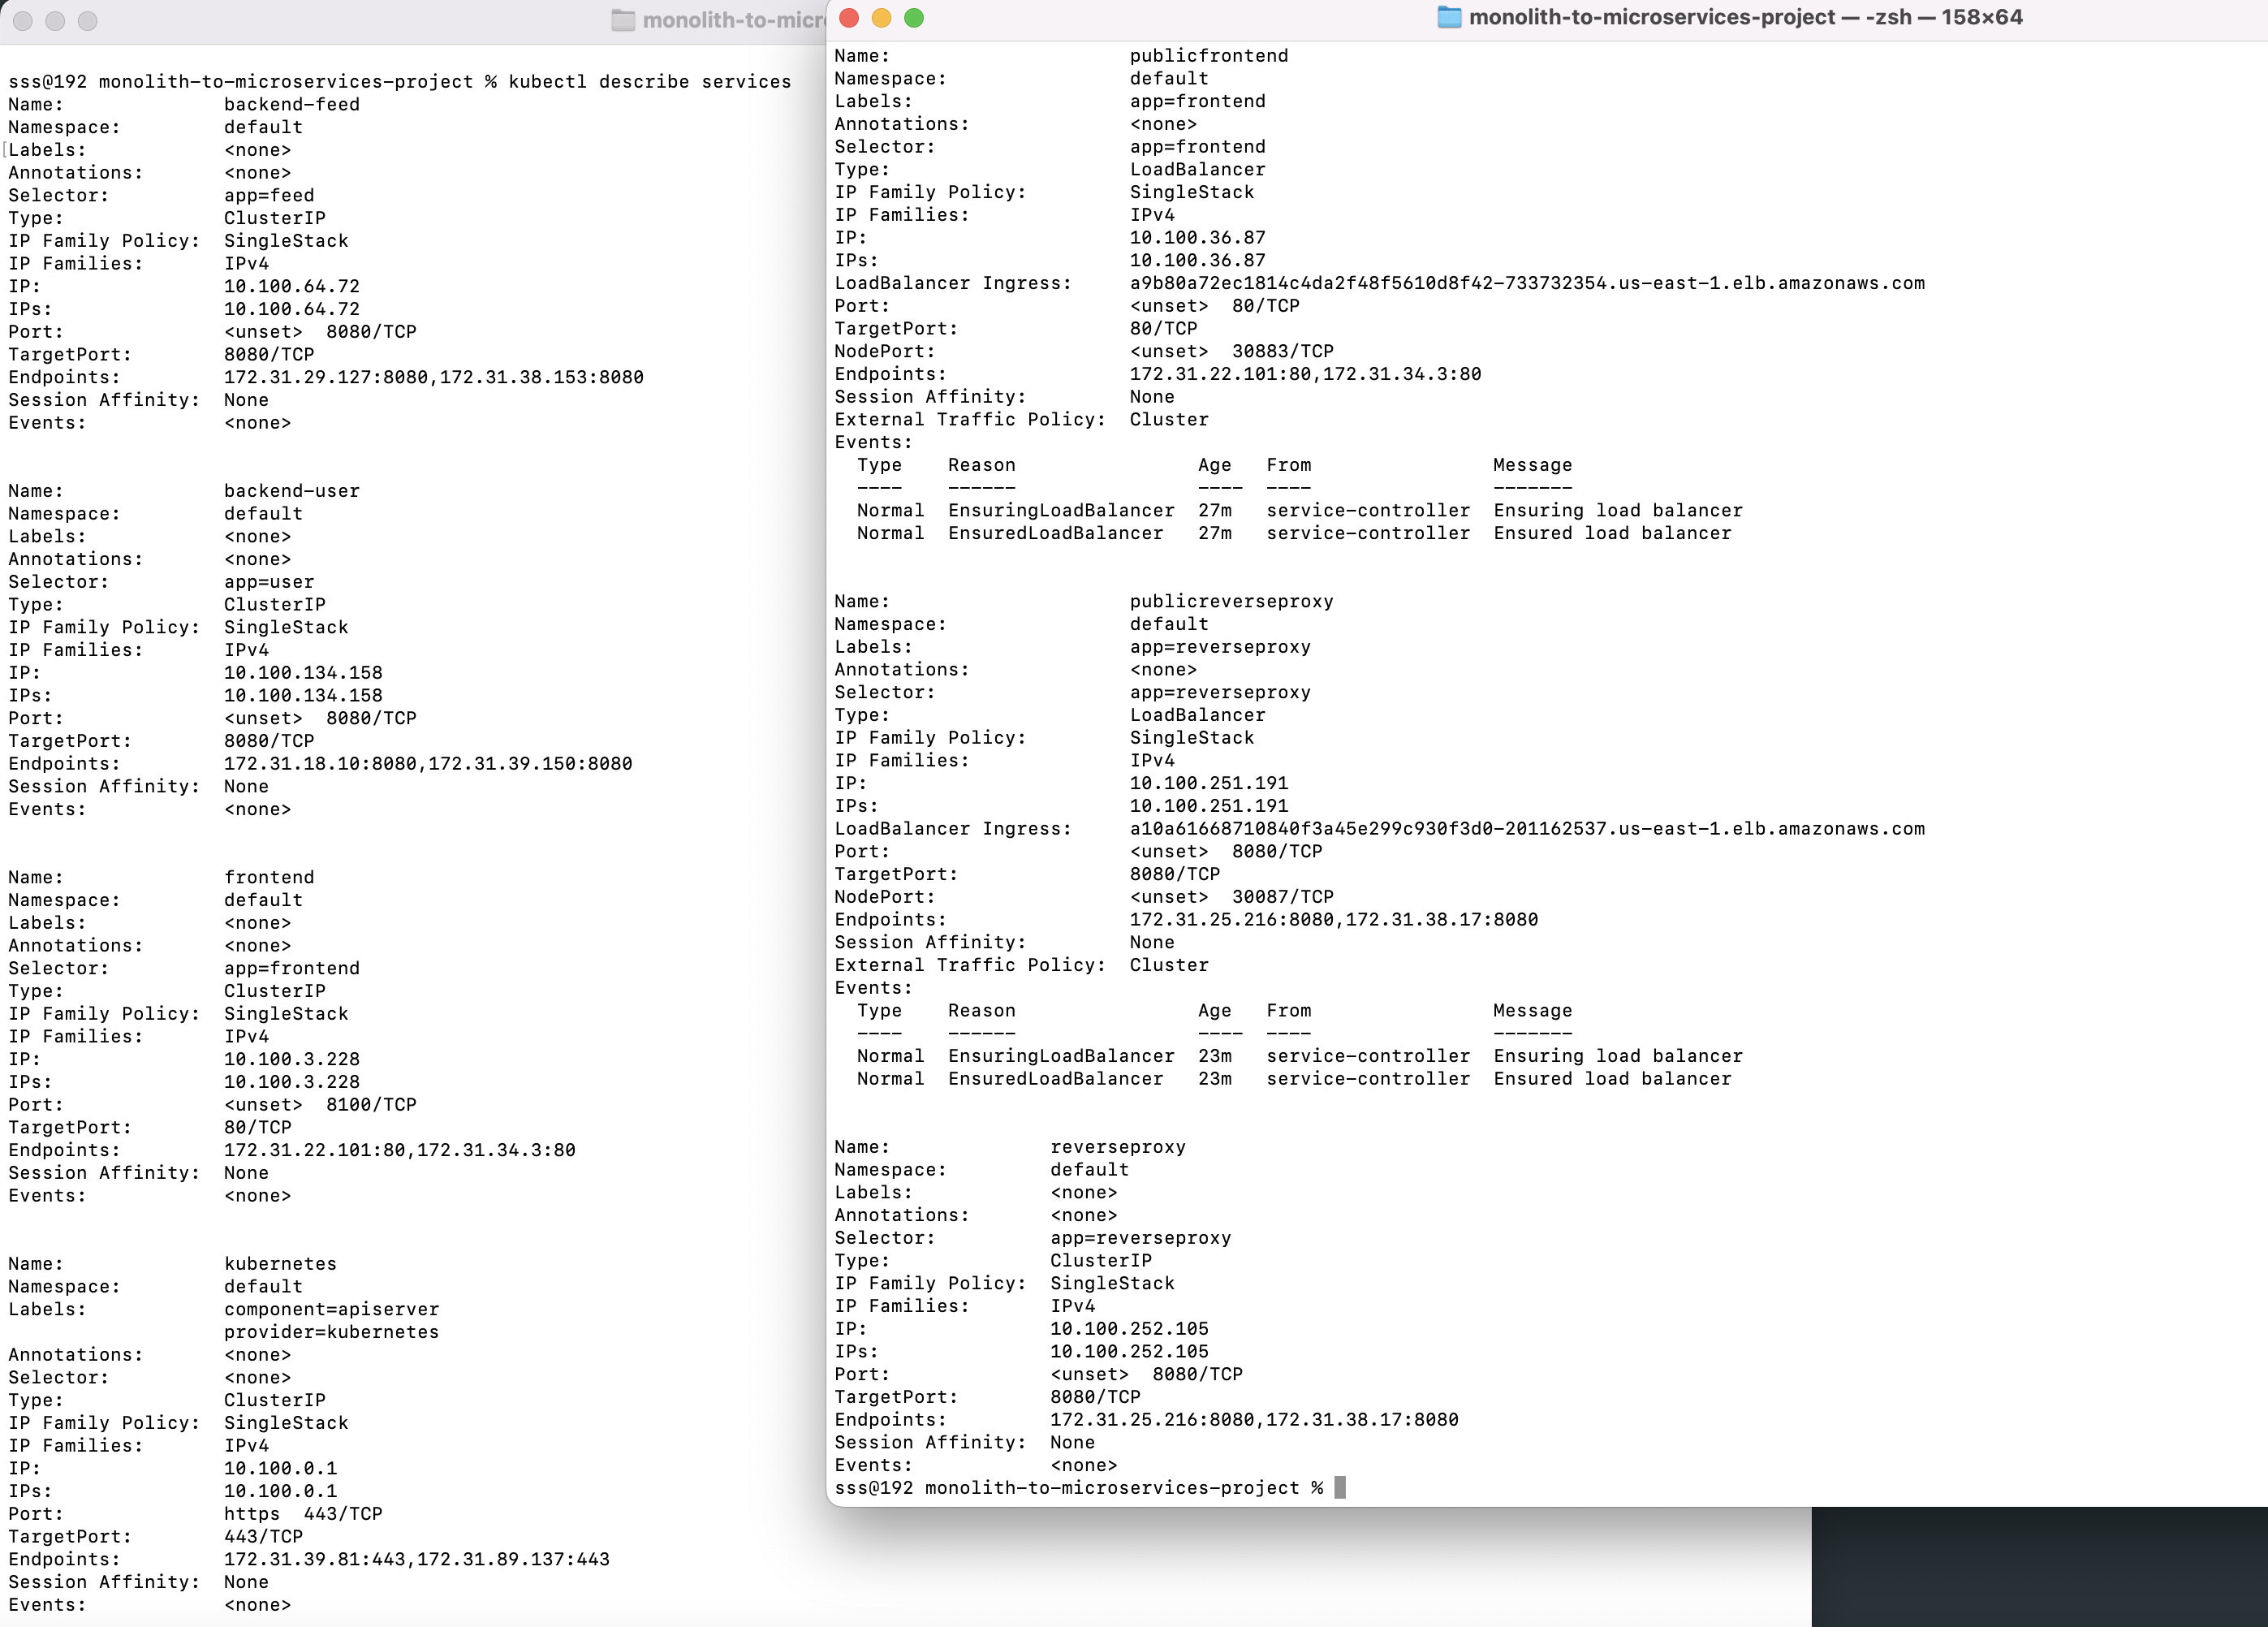 monolith-to-micr
sss@192 monolith-to-microservices-project % kubectl describe services
Name:              backend-feed
Namespace:         default
[Labels:            <none>
Annotations:       <none>
Selector:          app=feed
Type:              ClusterIP
IP Family Policy:  SingleStack
IP Families:       IPv4
IP:                10.100.64.72
IPs:               10.100.64.72
Port:              <unset>  8080/TCP
TargetPort:        8080/TCP
Endpoints:         172.31.29.127:8080,172.31.38.153:8080
Session Affinity:  None
Events:            <none>
Name:              backend-user
Namespace:         default
Labels:            <none>
Annotations:       <none>
Selector:          app=user
Type:              ClusterIP
IP Family Policy:  SingleStack
IP Families:       IPv4
IP:                10.100.134.158
IPs:               10.100.134.158
Port:              <unset>  8080/TCP
TargetPort:        8080/TCP
Endpoints:         172.31.18.10:8080,172.31.39.150:8080
Session Affinity:  None
Events:            <none>
Name:              frontend
Namespace:         default
Labels:            <none>
Annotations:       <none>
Selector:          app=frontend
Type:              ClusterIP
IP Family Policy:  SingleStack
IP Families:       IPv4
IP:                10.100.3.228
IPs:               10.100.3.228
Port:              <unset>  8100/TCP
TargetPort:        80/TCP
Endpoints:         172.31.22.101:80,172.31.34.3:80
Session Affinity:  None
Events:            <none>
Name:              kubernetes
Namespace:         default
Labels:            component=apiserver
                   provider=kubernetes
Annotations:       <none>
Selector:          <none>
Type:              ClusterIP
IP Family Policy:  SingleStack
IP Families:       IPv4
IP:                10.100.0.1
IPs:               10.100.0.1
Port:              https  443/TCP
TargetPort:        443/TCP
Endpoints:         172.31.39.81:443,172.31.89.137:443
Session Affinity:  None
Events:            <none>
monolith-to-microservices-project — -zsh — 158×64
Name:                     publicfrontend
Namespace:                default
Labels:                   app=frontend
Annotations:              <none>
Selector:                 app=frontend
Type:                     LoadBalancer
IP Family Policy:         SingleStack
IP Families:              IPv4
IP:                       10.100.36.87
IPs:                      10.100.36.87
LoadBalancer Ingress:     a9b80a72ec1814c4da2f48f5610d8f42-733732354.us-east-1.elb.amazonaws.com
Port:                     <unset>  80/TCP
TargetPort:               80/TCP
NodePort:                 <unset>  30883/TCP
Endpoints:                172.31.22.101:80,172.31.34.3:80
Session Affinity:         None
External Traffic Policy:  Cluster
Events:
  Type    Reason                Age   From                Message
  ----    ------                ----  ----                -------
  Normal  EnsuringLoadBalancer  27m   service-controller  Ensuring load balancer
  Normal  EnsuredLoadBalancer   27m   service-controller  Ensured load balancer
Name:                     publicreverseproxy
Namespace:                default
Labels:                   app=reverseproxy
Annotations:              <none>
Selector:                 app=reverseproxy
Type:                     LoadBalancer
IP Family Policy:         SingleStack
IP Families:              IPv4
IP:                       10.100.251.191
IPs:                      10.100.251.191
LoadBalancer Ingress:     a10a61668710840f3a45e299c930f3d0-201162537.us-east-1.elb.amazonaws.com
Port:                     <unset>  8080/TCP
TargetPort:               8080/TCP
NodePort:                 <unset>  30087/TCP
Endpoints:                172.31.25.216:8080,172.31.38.17:8080
Session Affinity:         None
External Traffic Policy:  Cluster
Events:
  Type    Reason                Age   From                Message
  ----    ------                ----  ----                -------
  Normal  EnsuringLoadBalancer  23m   service-controller  Ensuring load balancer
  Normal  EnsuredLoadBalancer   23m   service-controller  Ensured load balancer
Name:              reverseproxy
Namespace:         default
Labels:            <none>
Annotations:       <none>
Selector:          app=reverseproxy
Type:              ClusterIP
IP Family Policy:  SingleStack
IP Families:       IPv4
IP:                10.100.252.105
IPs:               10.100.252.105
Port:              <unset>  8080/TCP
TargetPort:        8080/TCP
Endpoints:         172.31.25.216:8080,172.31.38.17:8080
Session Affinity:  None
Events:            <none>
sss@192 monolith-to-microservices-project %